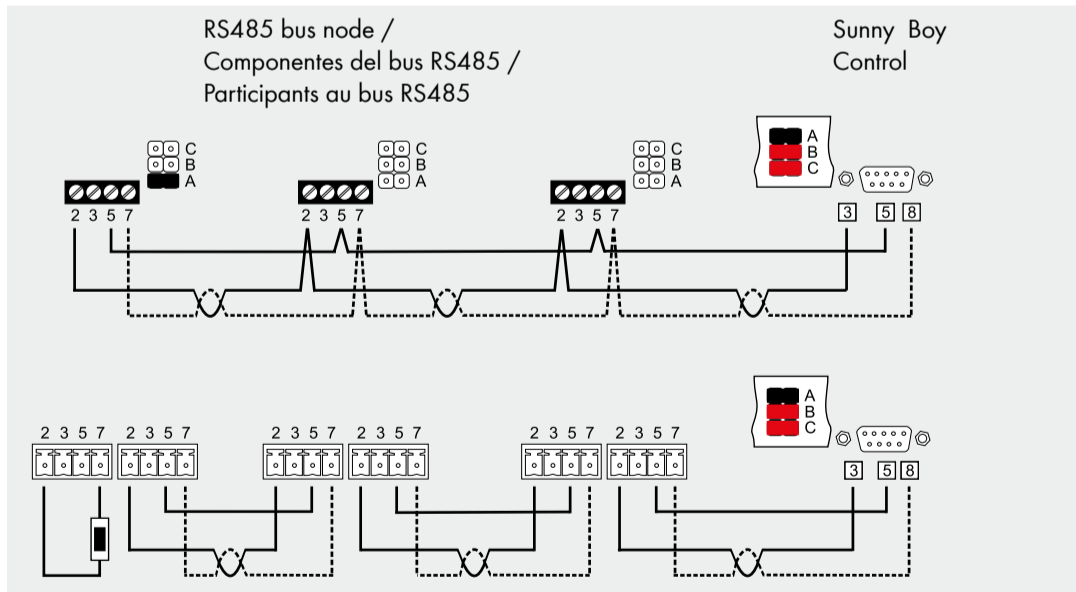 RS485 bus node /
Componentes del bus RS485 /
Participants au bus RS485
Sunny Boy
Control
C
B
A
C
B
A
C
B
A
A
B
C
2 3 5 7
2 3 5 7
2 3 5 7
3 5 8
A
B
C
2 3 5 7
2 3 5 7
2 3 5 7
2 3 5 7
2 3 5 7
2 3 5 7
3 5 8